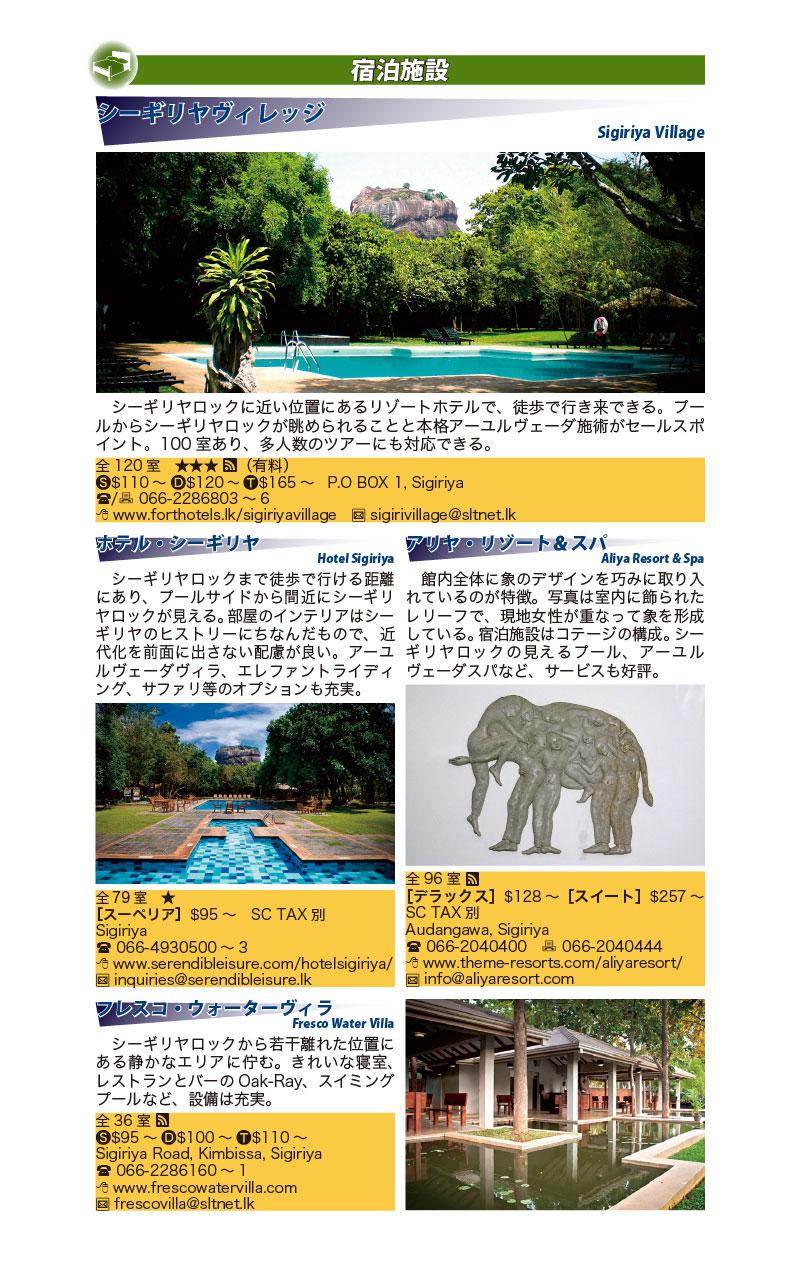 宿泊施設
シーギリヤヴィレッジ
Sigiriya Village
シーギリヤロックに近い位置にあるリゾートホテルで、徒歩で行き来できる。プー
ルからシーギリヤロックが眺められることと本格アーユルヴェーダ施術がセールスポ
イント。100 室あり、多人数のツアーにも対応できる。
全 120 室 ★★★ （有料）
Ⓢ$110 〜 Ⓓ$120 〜 Ⓣ$165 〜 P.O BOX 1, Sigiriya
☎/📠 066-2286803 〜 6
www.forthotels.lk/sigiriyavillage ✉ sigirivillage@sltnet.lk
ホテル・シーギリヤ
Hotel Sigiriya
シーギリヤロックまで徒歩で行ける距離
にあり、プールサイドから間近にシーギリ
ヤロックが見える。部屋のインテリアはシー
ギリヤのヒストリーにちなんだもので、近
代化を前面に出さない配慮が良い。アーユ
ルヴェーダヴィラ、エレファントライディ
ング、サファリ等のオプションも充実。
全 79 室 ★
［スーペリア］ $95 〜 SC TAX 別
Sigiriya
☎ 066-4930500 〜 3
www.serendibleisure.com/hotelsigiriya/
✉ inquiries@serendibleisure.lk
アリヤ・リゾート＆スパ
Aliya Resort & Spa
館内全体に象のデザインを巧みに取り入
れているのが特徴。写真は室内に飾られた
レリーフで、現地女性が重なって象を形成
している。宿泊施設はコテージの構成。シー
ギリヤロックの見えるプール、アーユル
ヴェーダスパなど、サービスも好評。
全 96 室
［デラックス］ $128 〜［スイート］$257 〜
SC TAX 別
Audangawa, Sigiriya
☎ 066-2040400 📠 066-2040444
www.theme-resorts.com/aliyaresort/
✉ info@aliyaresort.com
フレスコ・ウォーターヴィラ
Fresco Water Villa
シーギリヤロックから若干離れた位置に
ある静かなエリアに佇む。きれいな寝室、
レストランとバーの Oak-Ray、スイミング
プールなど、設備は充実。
全 36 室
Ⓢ$95 〜 Ⓓ$100 〜 Ⓣ$110 〜
Sigiriya Road, Kimbissa, Sigiriya
☎ 066-2286160 〜 1
www.frescowatervilla.com
✉ frescovilla@sltnet.lk